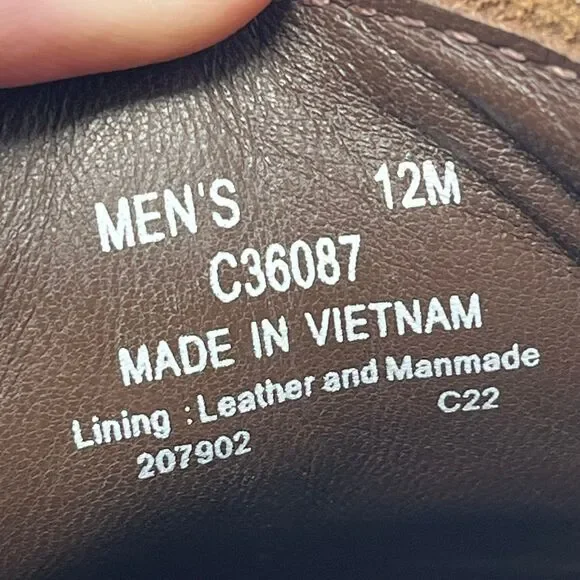 MEN'S 12M
C36087
MADE IN VIETNAM
Lining : Leather and Manmade
207902 C22